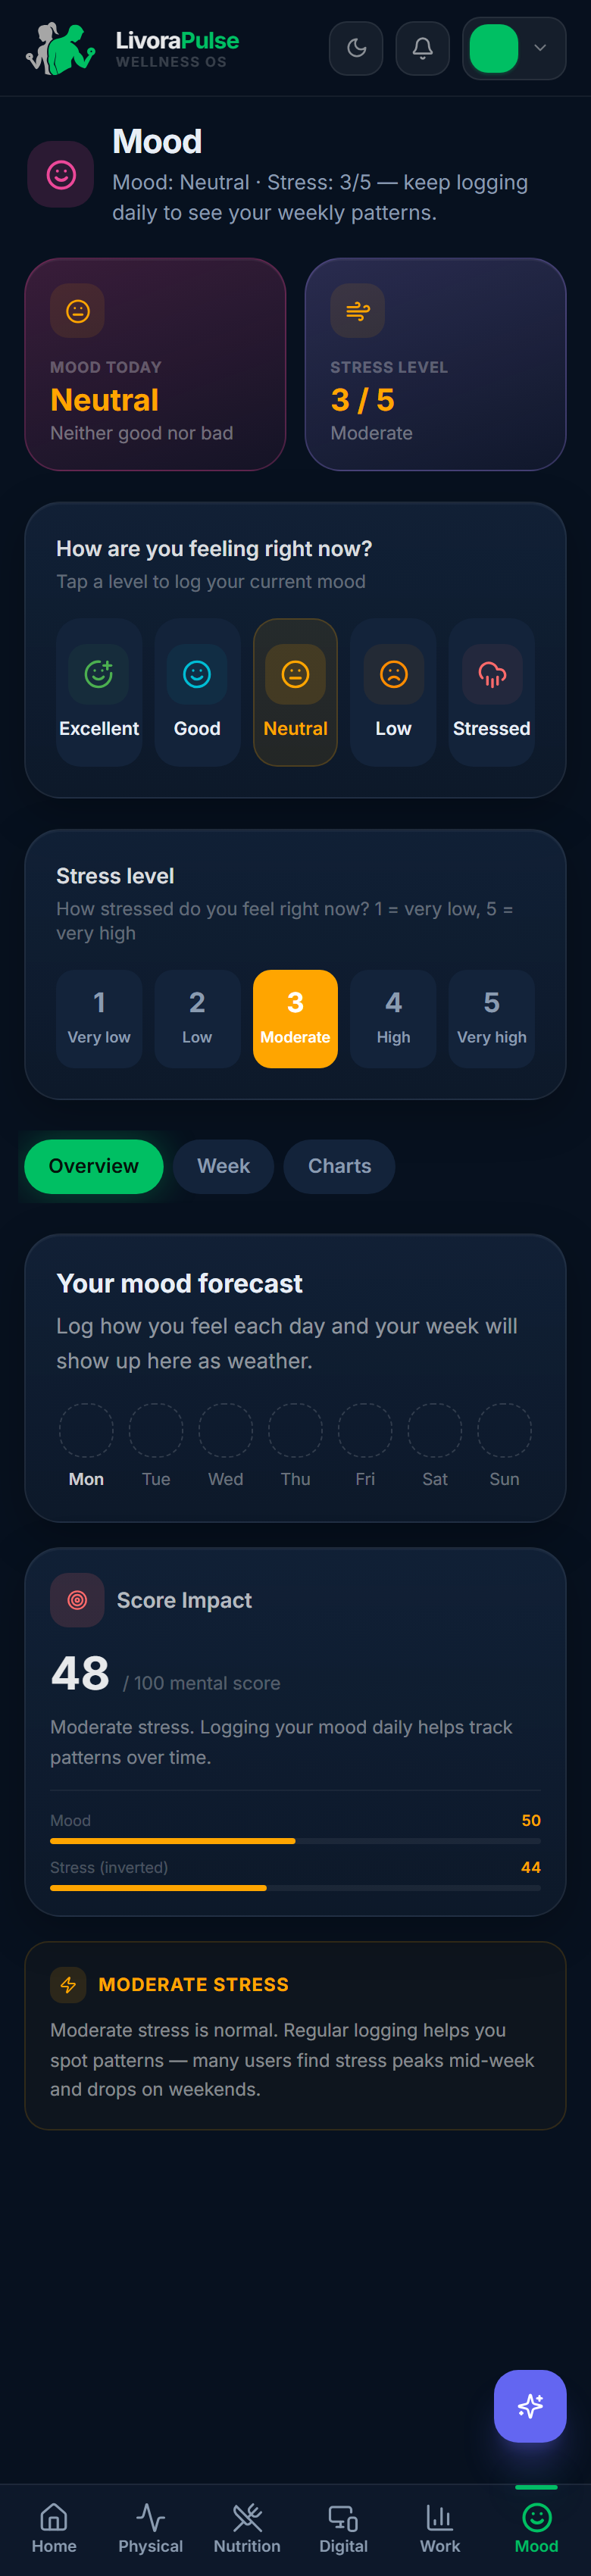 LivoraPulse
WELLNESS OS
Mood
Mood: Neutral · Stress: 3/5 — keep logging
daily to see your weekly patterns.
MOOD TODAY
Neutral
Neither good nor bad
STRESS LEVEL
3 / 5
Moderate
How are you feeling right now?
Tap a level to log your current mood
Excellent
Good
Neutral
Low
Stressed
Stress level
How stressed do you feel right now? 1 = very low, 5 =
very high
1
Very low
2
Low
3
Moderate
4
High
5
Very high
Overview
Week
Charts
Your mood forecast
Log how you feel each day and your week will
show up here as weather.
Mon
Tue
Wed
Thu
Fri
Sat
Sun
Score Impact
48 / 100 mental score
Moderate stress. Logging your mood daily helps track
patterns over time.
Mood 50
Stress (inverted) 44
MODERATE STRESS
Moderate stress is normal. Regular logging helps you
spot patterns — many users find stress peaks mid-week
and drops on weekends.
Home
Physical
Nutrition
Digital
Work
Mood